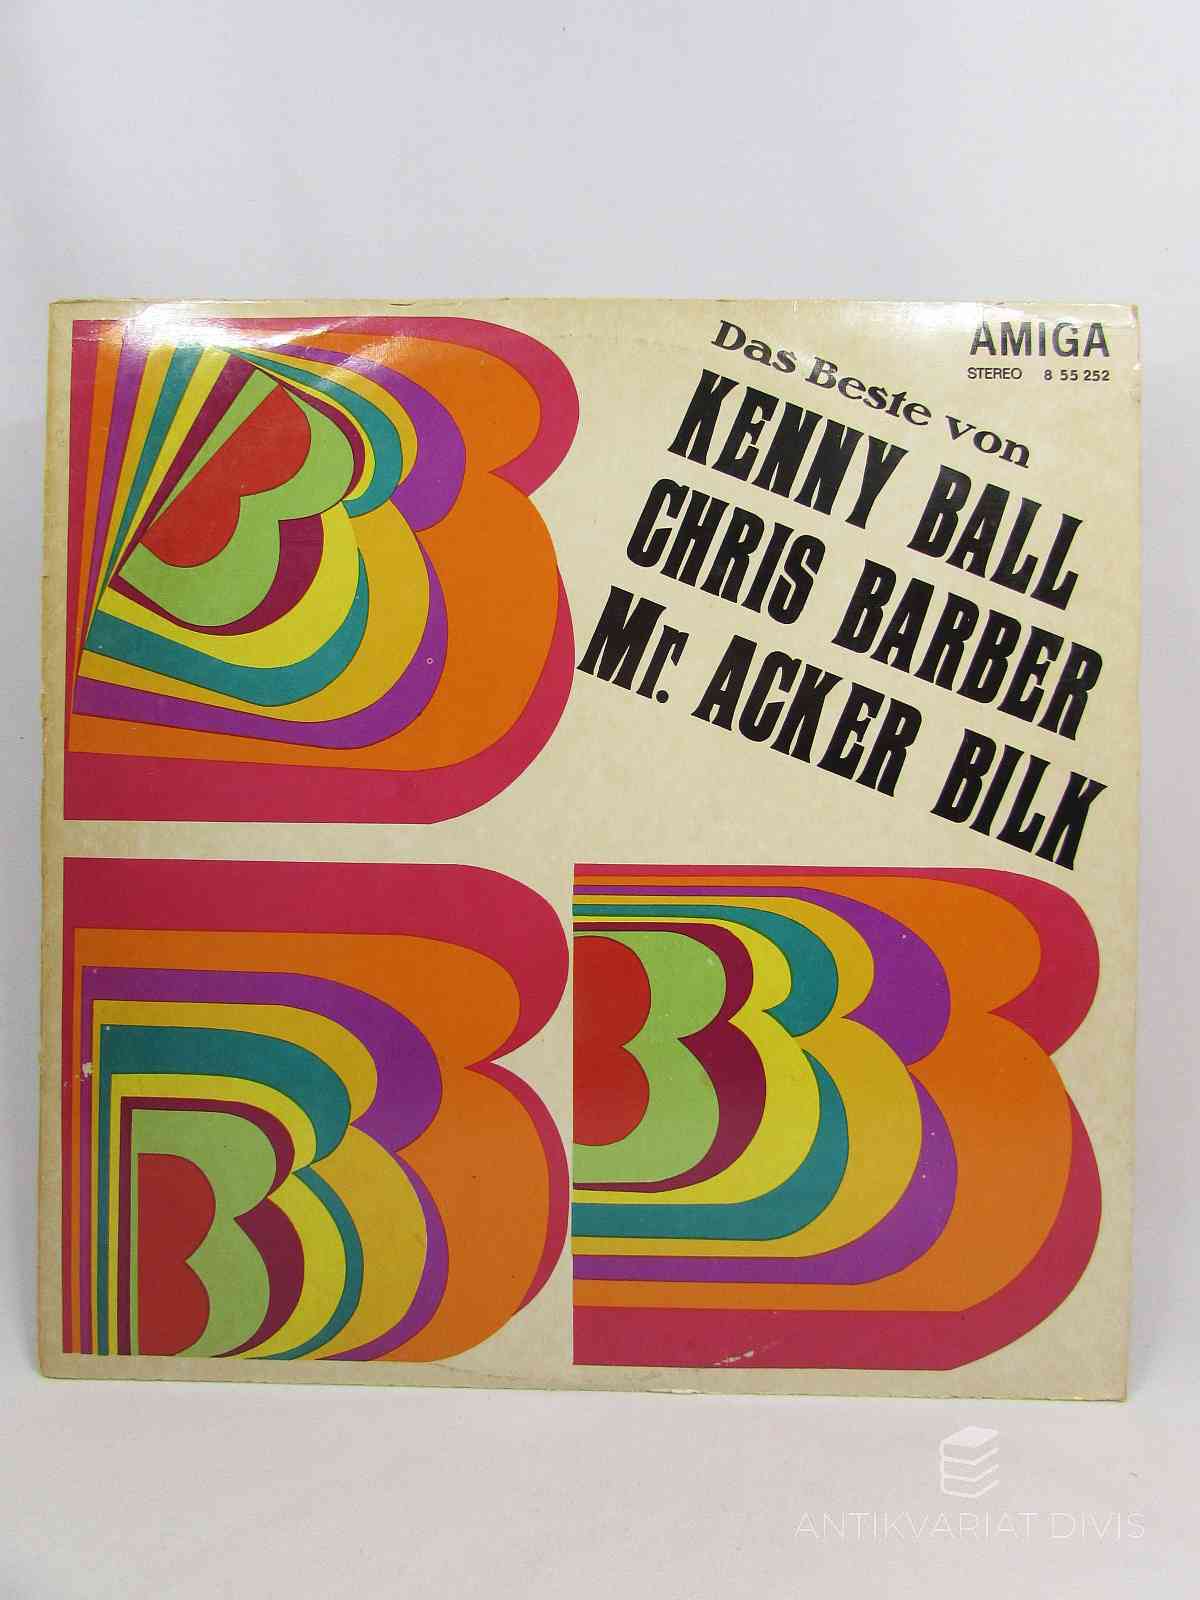 AMIGA
STEREO 8 55 252
Das Beste von
KENNY BALL
CHRIS BARBER
Mr. ACKER BILK
ANTIKVARIAT DIVIS